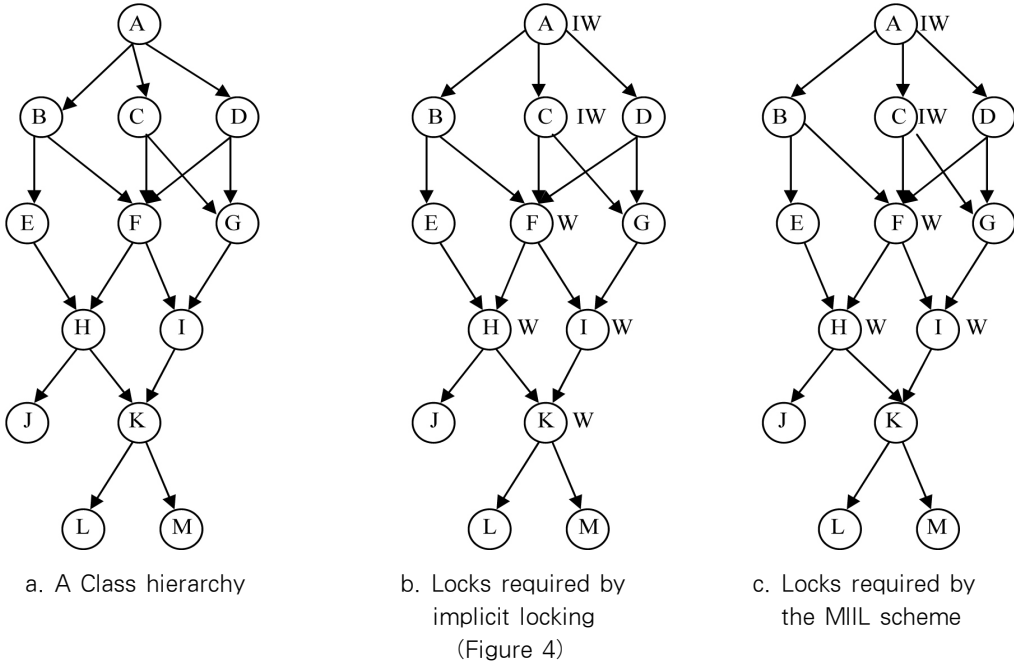 A
B C D
E F G
H I
J K
L M
a. A Class hierarchy
A IW
B C IW D
E F W G
H W I W
J K W
L M
b. Locks required by
implicit locking
(Figure 4)
A IW
B C IW D
E F W G
H W I W
J K
L M
c. Locks required by
the MIIL scheme